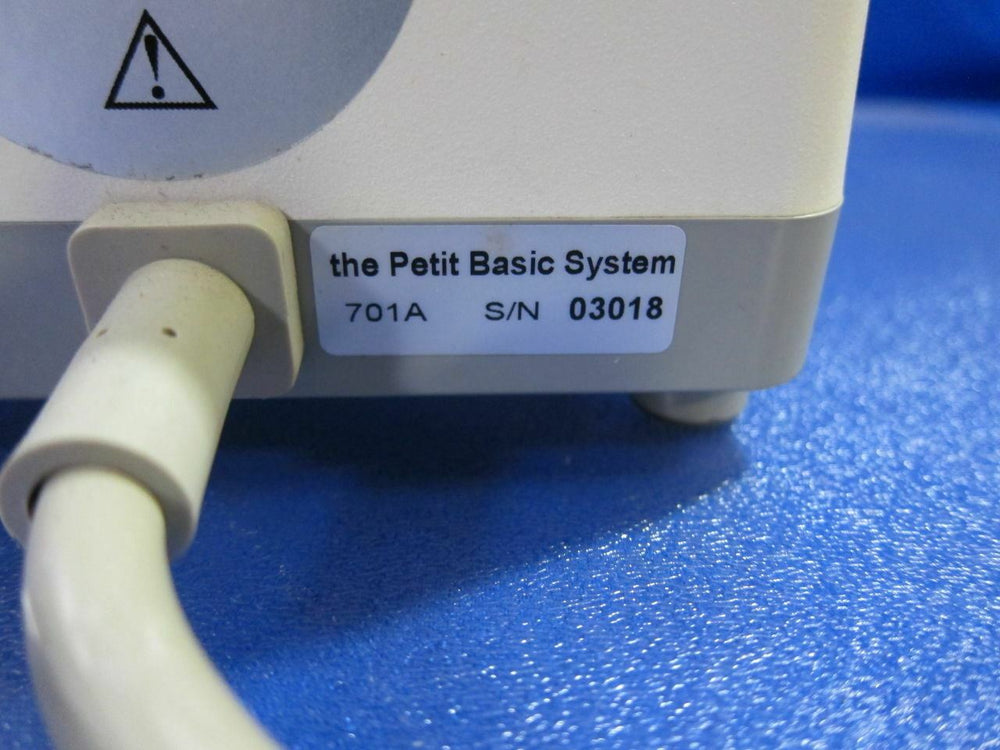 the Petit Basic System
701A S/N 03018